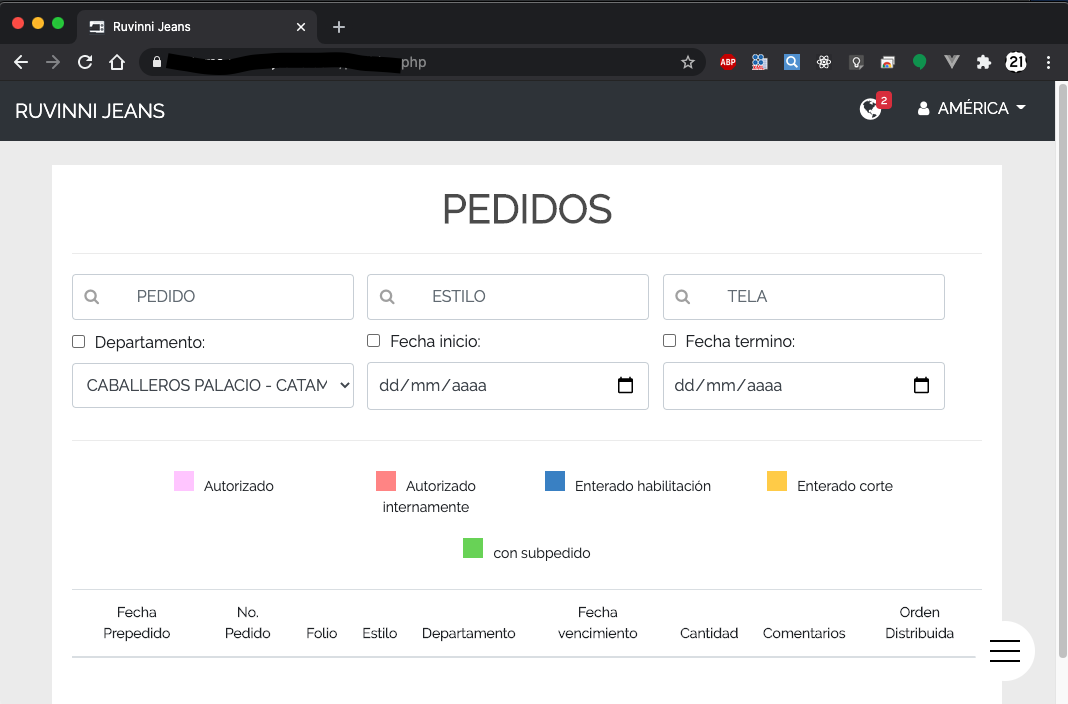 Ruvinni Jeans
php
ABP
21
RUVINNI JEANS
2
AMÉRICA
PEDIDOS
PEDIDO
ESTILO
TELA
Departamento:
Fecha inicio:
Fecha termino:
CABALLEROS PALACIO - CATAM
dd/mm/aaaa
dd/mm/aaaa
Autorizado
Autorizado
internamente
Enterado habilitación
Enterado corte
con subpedido
Fecha
Prepedido
No.
Pedido
Folio
Estilo
Departamento
Fecha
vencimiento
Cantidad
Comentarios
Orden
Distribuida